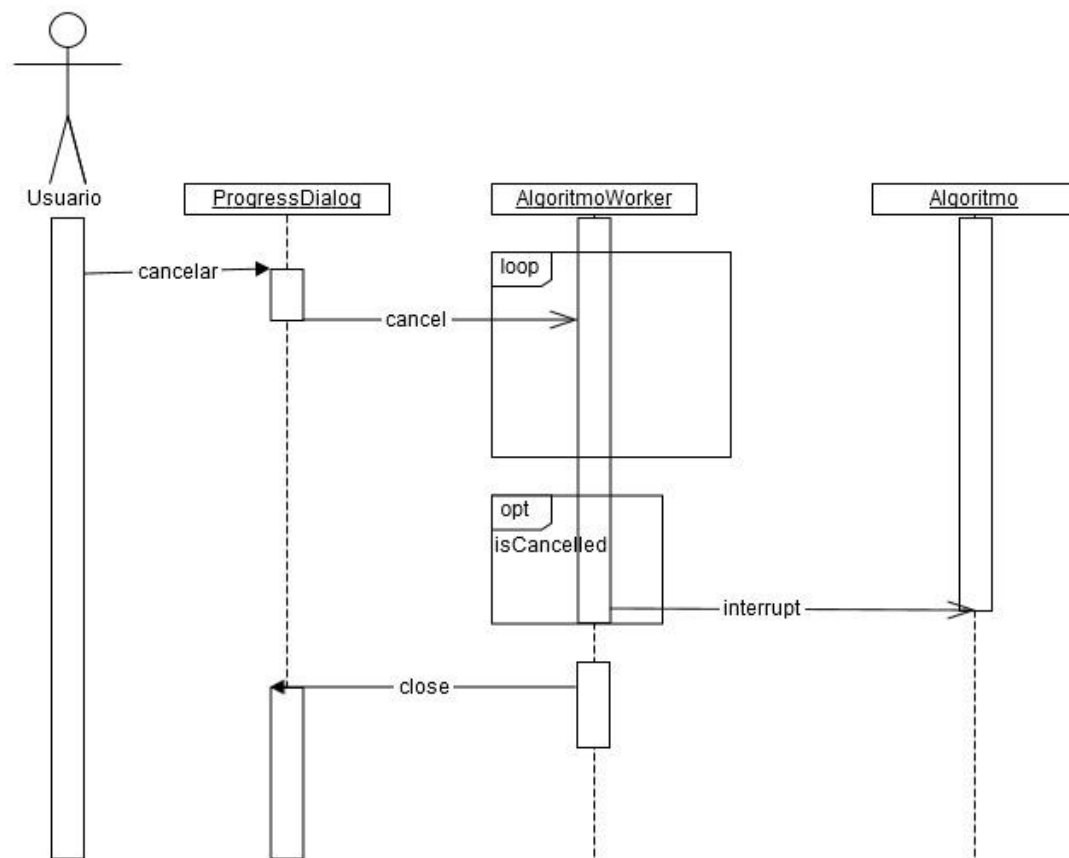 Usuario
ProgressDialog
AlgoritmoWorker
Algoritmo
cancelar
loop
cancel
opt
isCancelled
interrupt
close